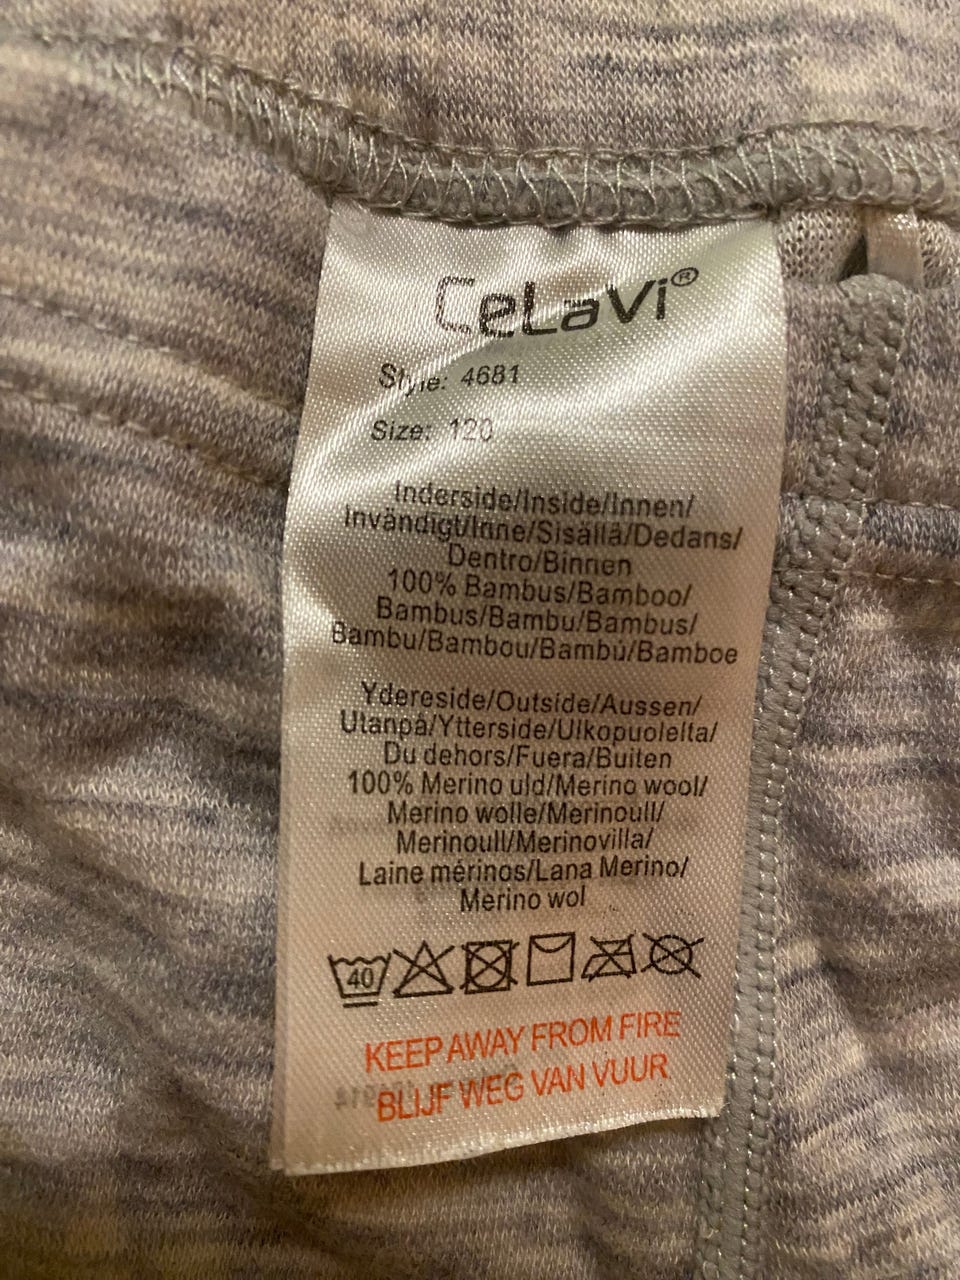 CeLaVi®
Style: 4681
Size: 120
Inderside/Inside/Innen/
Invändigt/Inne/Sisällä/Dedans/
Dentro/Binnen
100% Bambus/Bamboo/
Bambus/Bambu/Bambus/
Bambu/Bambou/Bambú/Bamboe
Ydereside/Outside/Aussen/
Utanpå/Ytterside/Ulkopuolelta/
Du dehors/Fuera/Buiten
100% Merino uld/Merino wool/
Merino wolle/Merinoull/
Merinoull/Merinovilla/
Laine mérinos/Lana Merino/
Merino wol
40
KEEP AWAY FROM FIRE
BLIJF WEG VAN VUUR